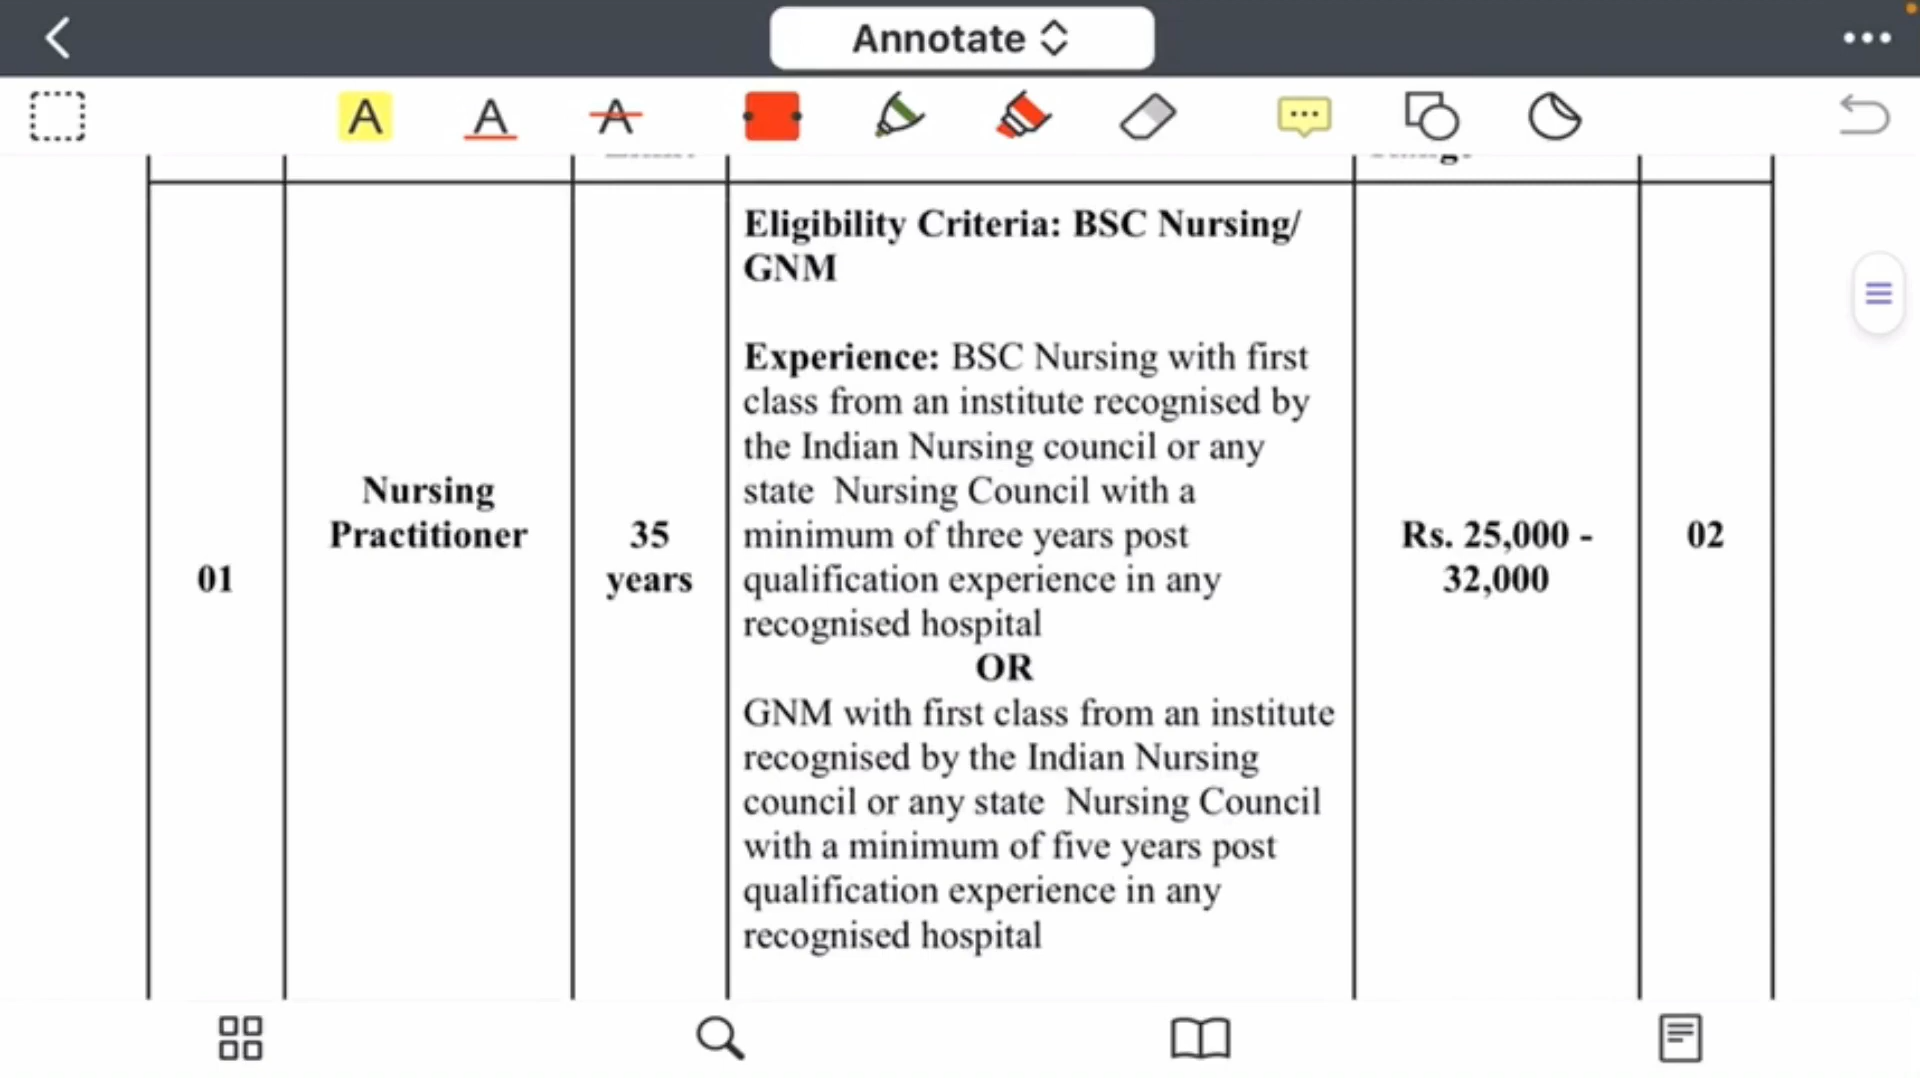 Annotate
A A A
01
Nursing
Practitioner
35
years
Eligibility Criteria: BSC Nursing/
GNM
Experience: BSC Nursing with first
class from an institute recognised by
the Indian Nursing council or any
state Nursing Council with a
minimum of three years post
qualification experience in any
recognised hospital
OR
GNM with first class from an institute
recognised by the Indian Nursing
council or any state Nursing Council
with a minimum of five years post
qualification experience in any
recognised hospital
Rs. 25,000 -
32,000
02